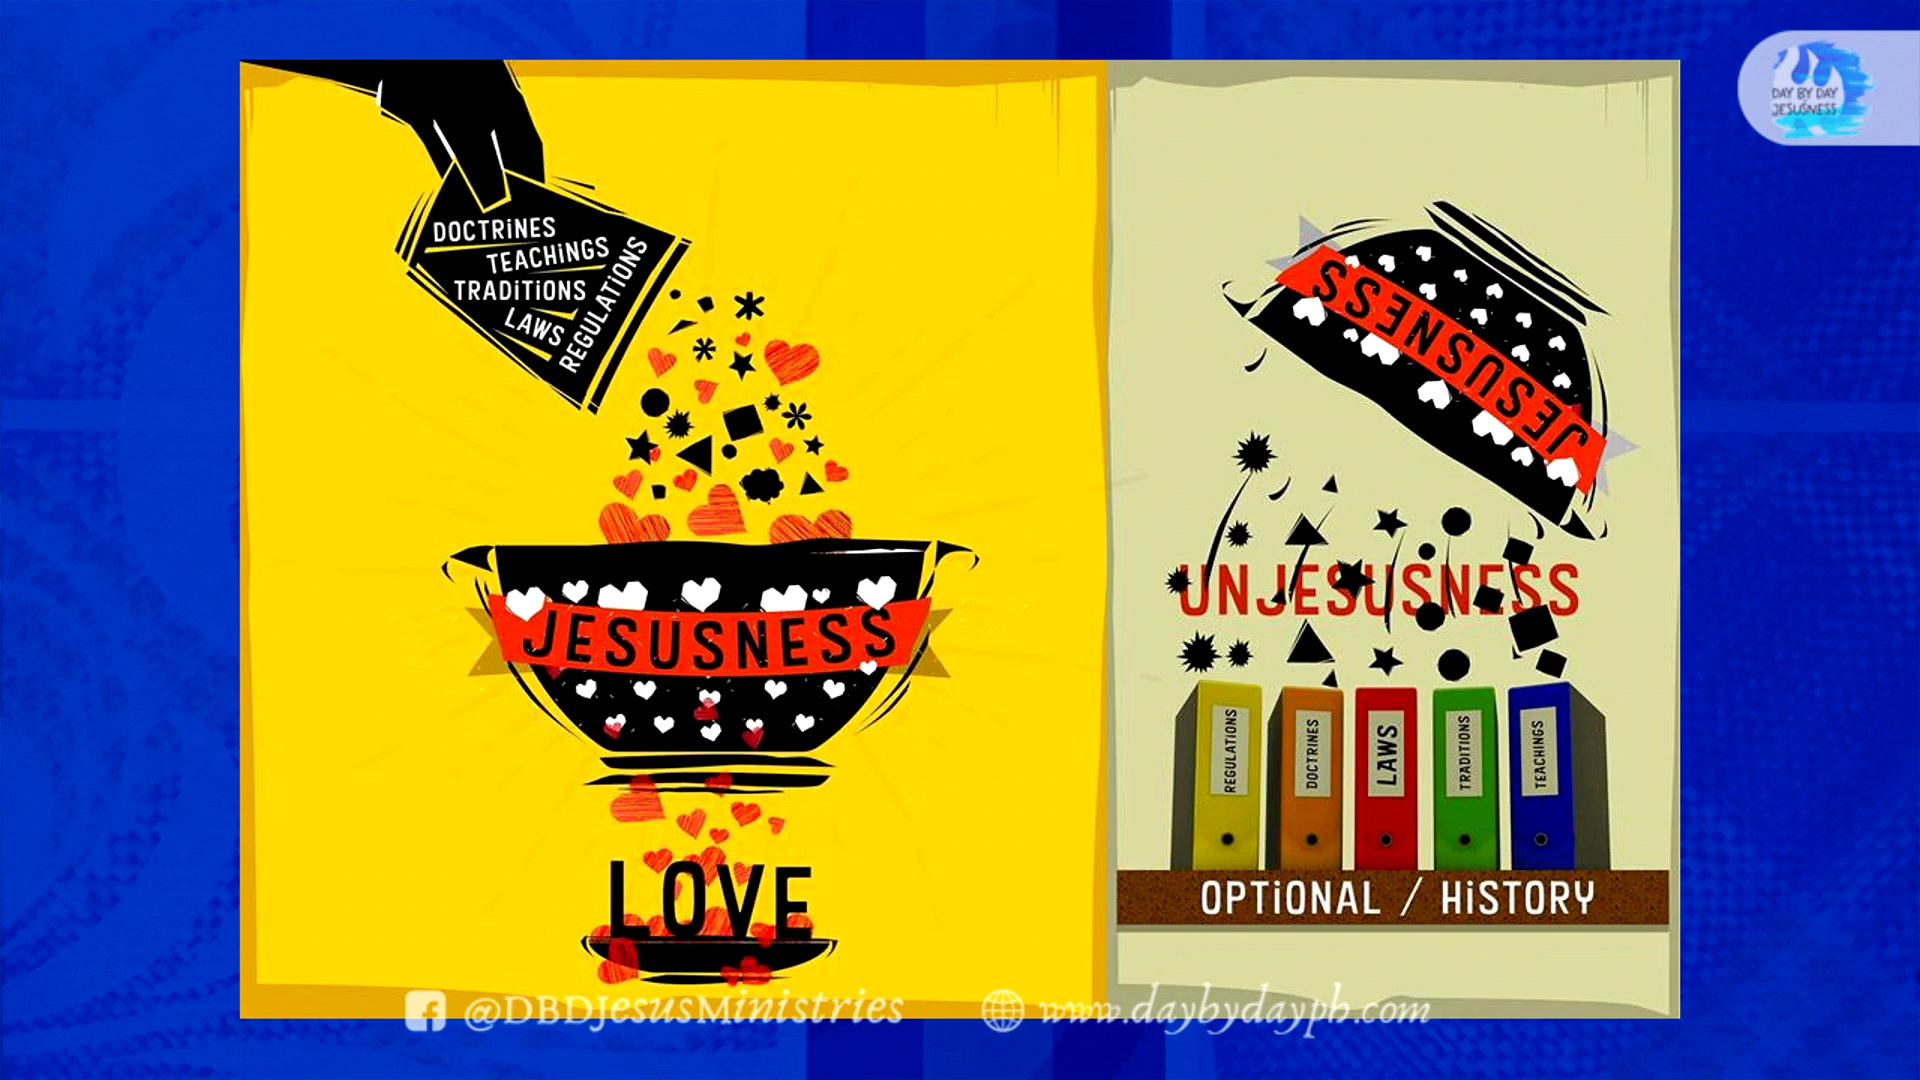 DAY BY DAY
JESUSNESS
DOCTRiNES
TEACHiNGS
TRADiTiONS
LAWS
REGULATiONS
JESUSNESS
LOVE
JESUSNESS
UNJESUSNESS
REGULATIONS
DOCTRINES
LAWS
TRADITIONS
TEACHINGS
OPTiONAL / HiSTORY
@DBDJesusMinistries
www.daybydayph.com